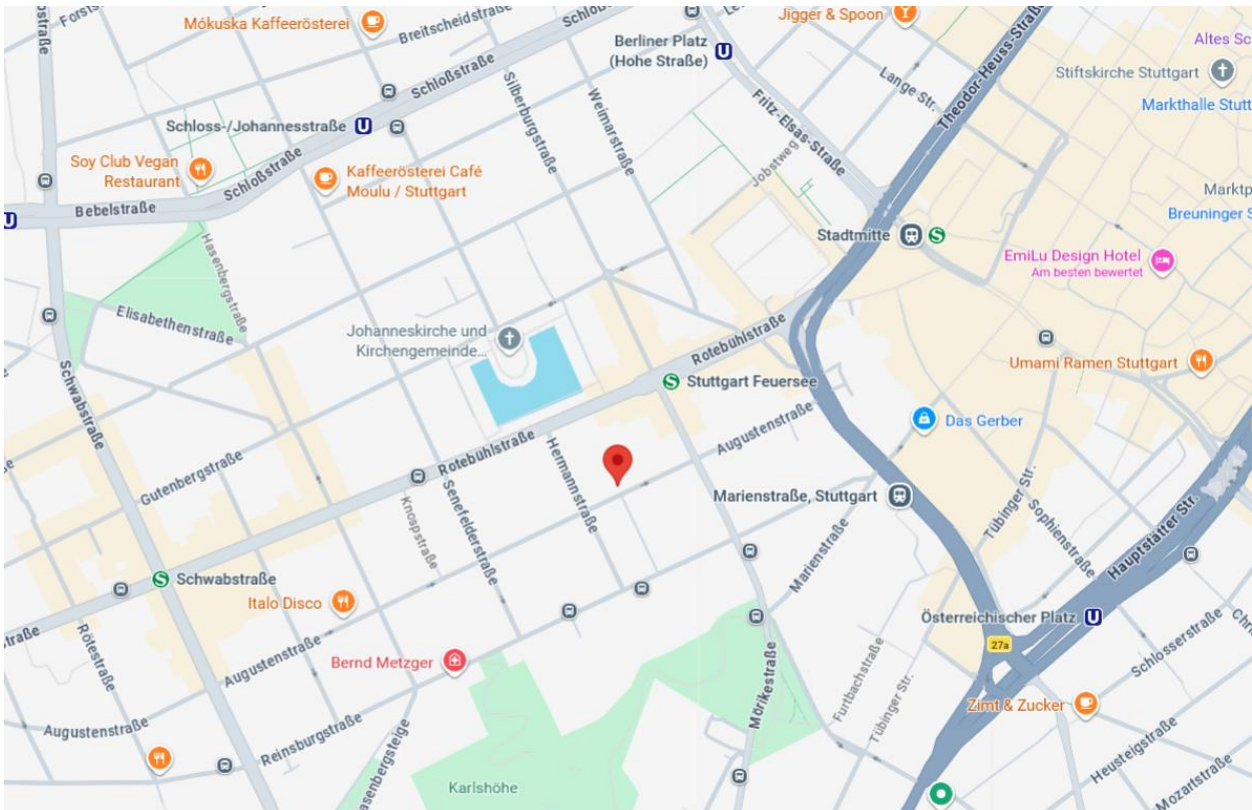 Forstst
Mókuska Kaffeerösterei
Breitscheidstraße
Schloßstraße
Berliner Platz
(Hohe Straße)
Jigger & Spoon
Lange Str.
Theodor-Heuss-Straß
Altes Sc
Stiftskirche Stuttgart
Markthalle Stutt
Schloss-/Johannesstraße
Silberburgstraße
Weimarstraße
Fritz-Elsas-Straße
Jobstweg
Soy Club Vegan
Restaurant
Schloßstraße
Kaffeerösterei Café
Moulu / Stuttgart
Bebelstraße
Marktp
Breuninger S
Stadtmitte
EmiLu Design Hotel
Am besten bewertet
Hasenbergstraße
Elisabethenstraße
Johanneskirche und
Kirchengemeinde...
Rotebühlstraße
Umami Ramen Stuttgart
Schwabstraße
Stuttgart Feuersee
Augustenstraße
Das Gerber
Gutenbergstraße
Rotebühlstraße
Hermannstraße
Marienstraße, Stuttgart
Knospstraße
Senefelderstraße
Tübinger Str.
Sophienstraße
Hauptstätter Str.
Marienstraße
Schwabstraße
Italo Disco
Österreichischer Platz
27a
straße
Rötestraße
Augustenstraße
Bernd Metzger
Mörikestraße
Furtbachstraße
Tübinger Str.
Schlosserstraße
Chri
Zimt & Zucker
Augustenstraße
Reinsburgstraße
asenbergsteige
Karlshöhe
Heusteigstraße
Mozartstraße